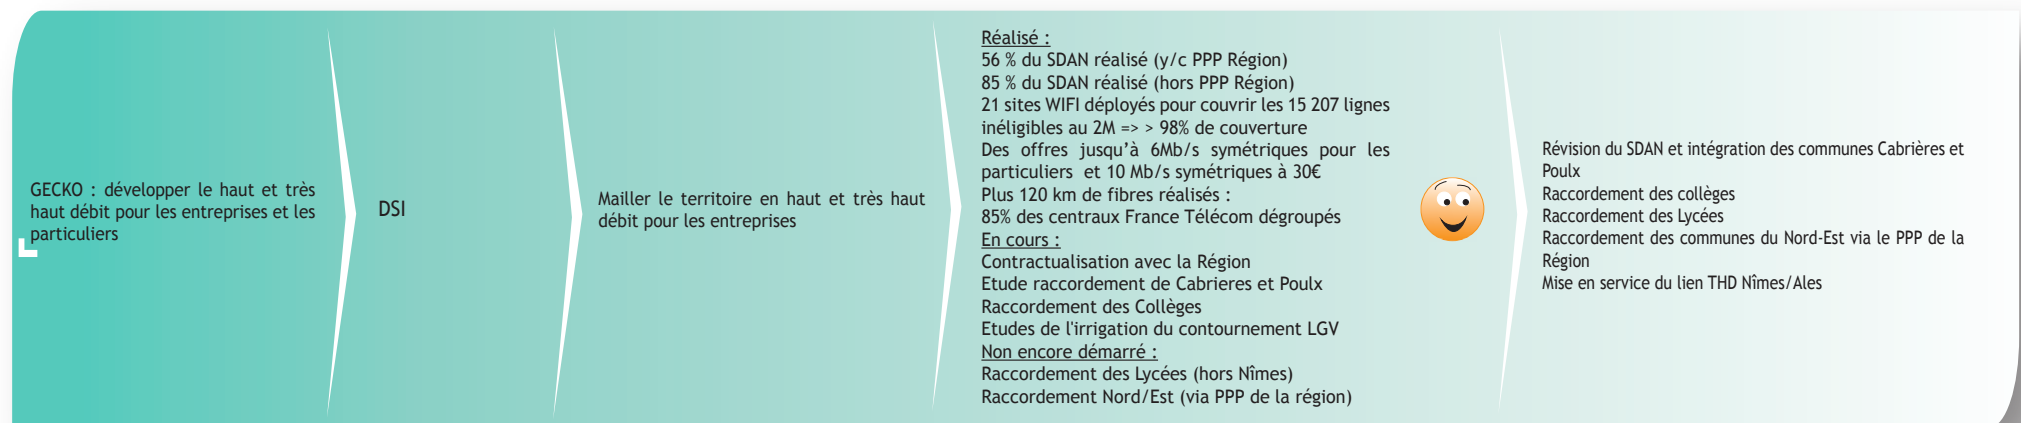 GECKO : développer le haut et très
haut débit pour les entreprises et les
particuliers
DSI
Mailler le territoire en haut et très haut
débit pour les entreprises
Réalisé :
56 % du SDAN réalisé (y/c PPP Région)
85 % du SDAN réalisé (hors PPP Région)
21 sites WIFI déployés pour couvrir les 15 207 lignes
inéligibles au 2M => > 98% de couverture
Des offres jusqu’à 6Mb/s symétriques pour les
particuliers et 10 Mb/s symétriques à 30€
Plus 120 km de fibres réalisés :
85% des centraux France Télécom dégroupés
En cours :
Contractualisation avec la Région
Etude raccordement de Cabrieres et Poulx
Raccordement des Collèges
Etudes de l'irrigation du contournement LGV
Non encore démarré :
Raccordement des Lycées (hors Nîmes)
Raccordement Nord/Est (via PPP de la région)
Révision du SDAN et intégration des communes Cabrières et
Poulx
Raccordement des collèges
Raccordement des Lycées
Raccordement des communes du Nord-Est via le PPP de la
Région
Mise en service du lien THD Nîmes/Ales